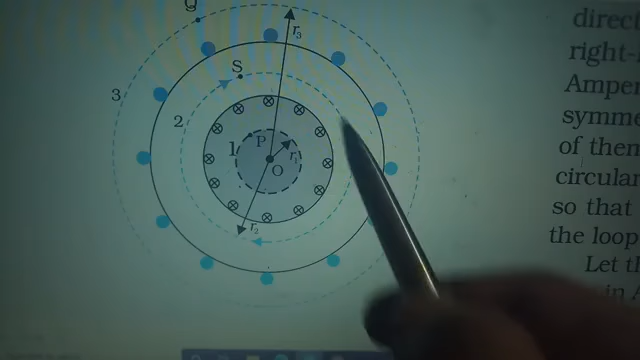 Q
r3
S
3
2
1
P
r1
O
r2
direc
right-
Amper
symme
of them
circular
so that
the loop
Let th
in A